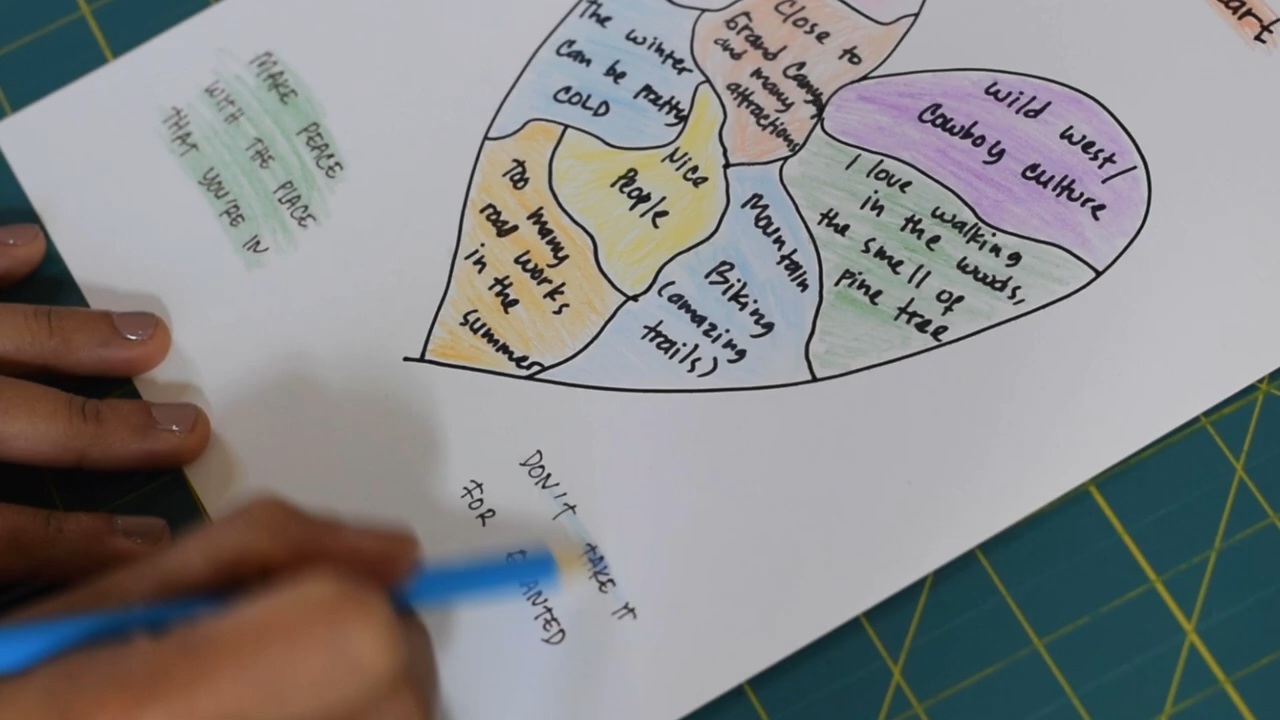 The winter
can be pretty
COLD
Close to
Grand Canyon
and many
attractions
wild west/
cowboy culture
Nice
People
Too many
road works
in the
summer
Mountain
Biking
(amazing
trails)
I love walking
in the woods,
the smell of
pine tree
MAKE PEACE
WITH THE PLACE
THAT YOU'RE IN
DON'T TAKE IT
FOR